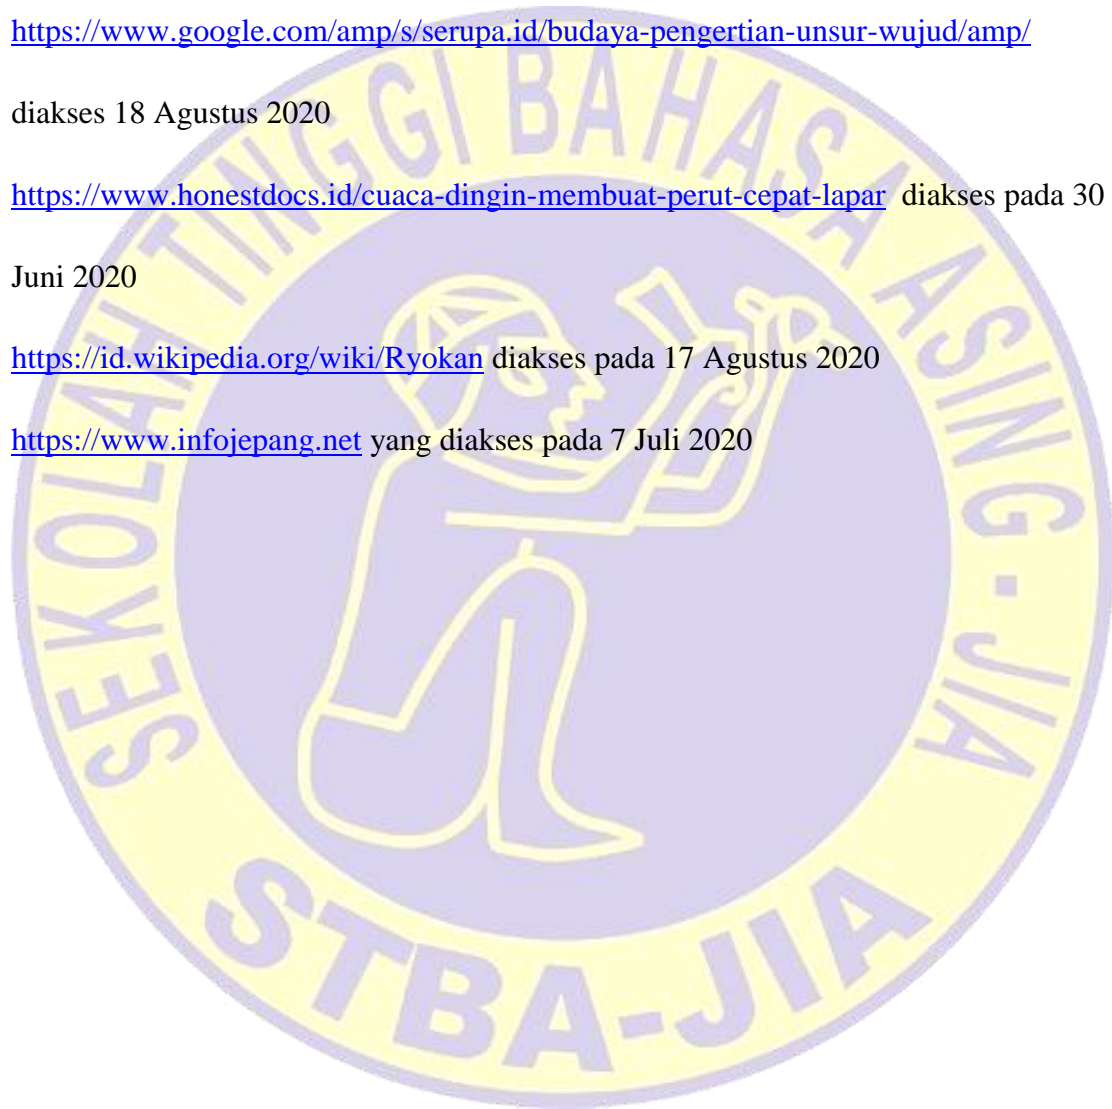 https://www.google.com/amp/s/serupa.id/budaya-pengertian-unsur-wujud/amp/
diakses 18 Agustus 2020
https://www.honestdocs.id/cuaca-dingin-membuat-perut-cepat-lapar diakses pada 30
Juni 2020
https://id.wikipedia.org/wiki/Ryokan diakses pada 17 Agustus 2020
https://www.infojepang.net yang diakses pada 7 Juli 2020
SEKOLAH TINGGI BAHASA ASING - JIA
STBA-JIA